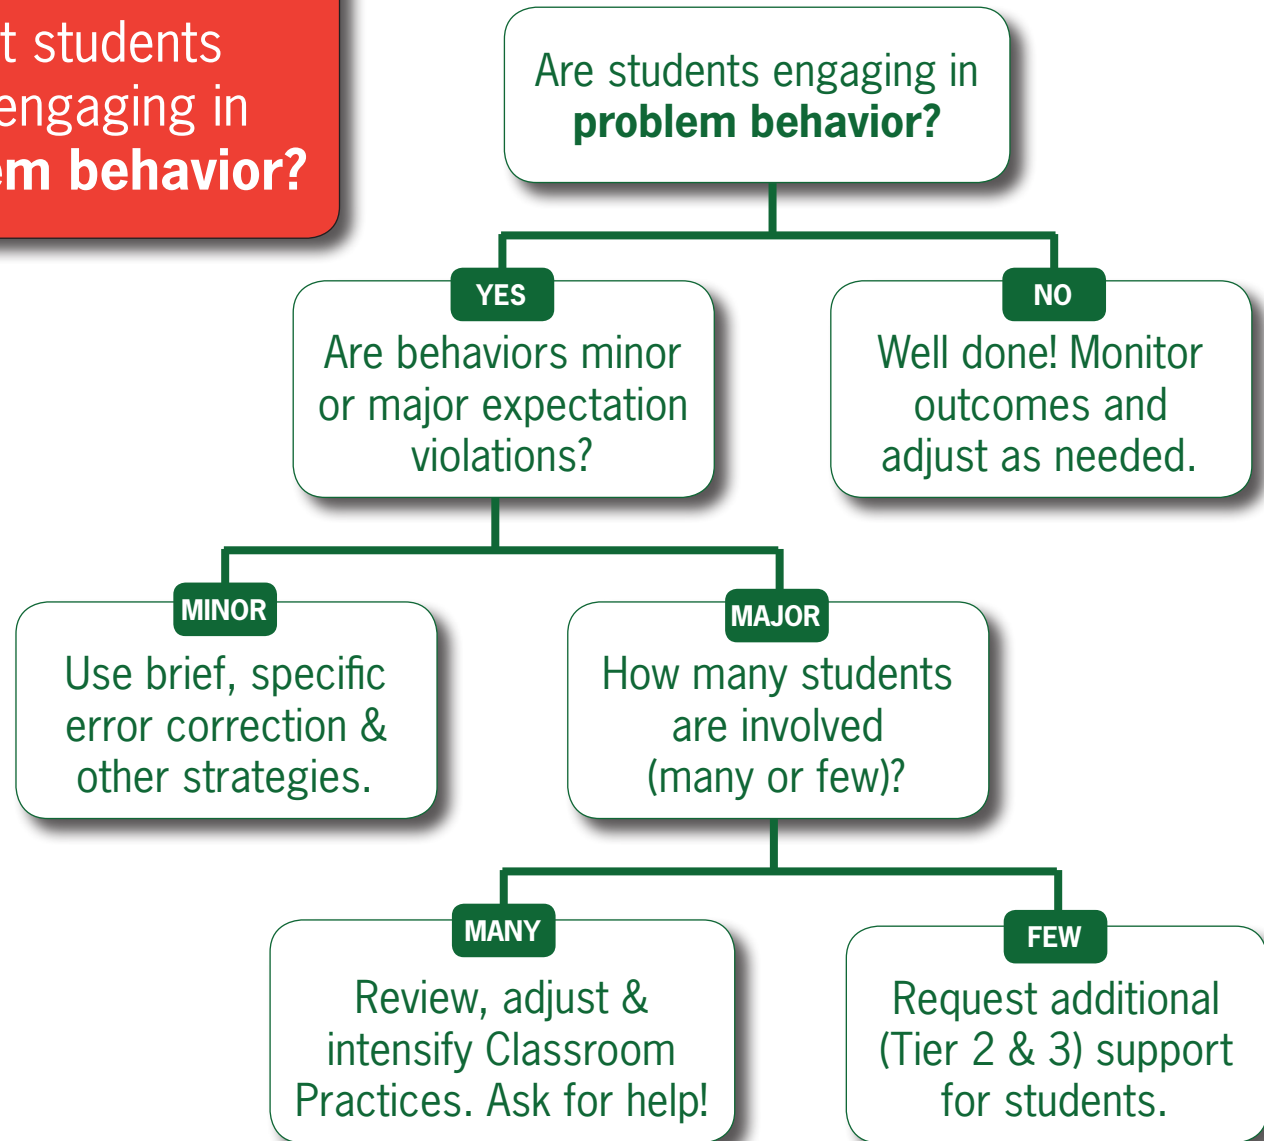 students
engaging in
behavior?
Are students engaging in
problem behavior?
YES
Are behaviors minor
or major expectation
violations?
NO
Well done! Monitor
outcomes and
adjust as needed.
MINOR
Use brief, specific
error correction &
other strategies.
MAJOR
How many students
are involved
(many or few)?
MANY
Review, adjust &
intensify Classroom
Practices. Ask for help!
FEW
Request additional
(Tier 2 & 3) support
for students.